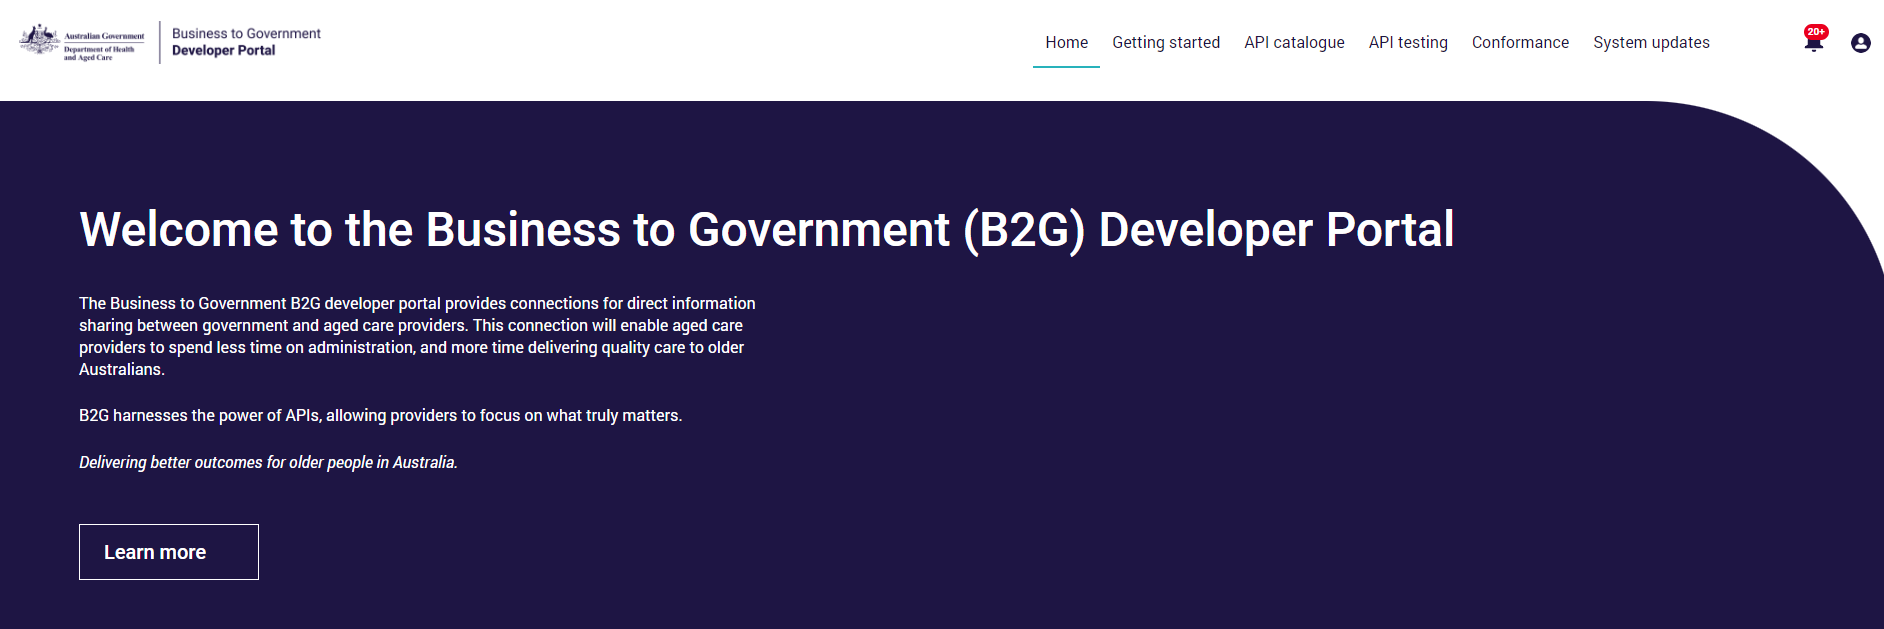 Australian Government
Department of Health
and Aged Care
Business to Government
Developer Portal
Home
Getting started
API catalogue
API testing
Conformance
System updates
20+
Welcome to the Business to Government (B2G) Developer Portal
The Business to Government B2G developer portal provides connections for direct information
sharing between government and aged care providers. This connection will enable aged care
providers to spend less time on administration, and more time delivering quality care to older
Australians.
B2G harnesses the power of APIs, allowing providers to focus on what truly matters.
Delivering better outcomes for older people in Australia.
Learn more